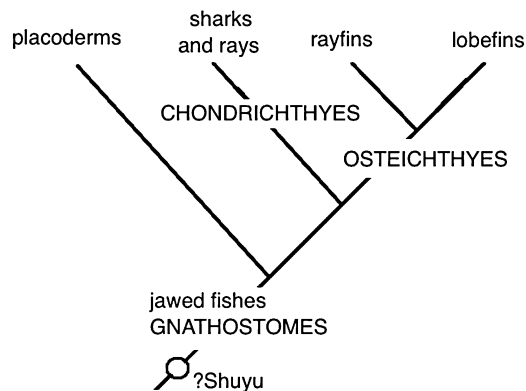 placoderms
sharks
and rays
rayfins
lobefins
CHONDRICHTHYES
OSTEICHTHYES
jawed fishes
GNATHOSTOMES
?Shuyu